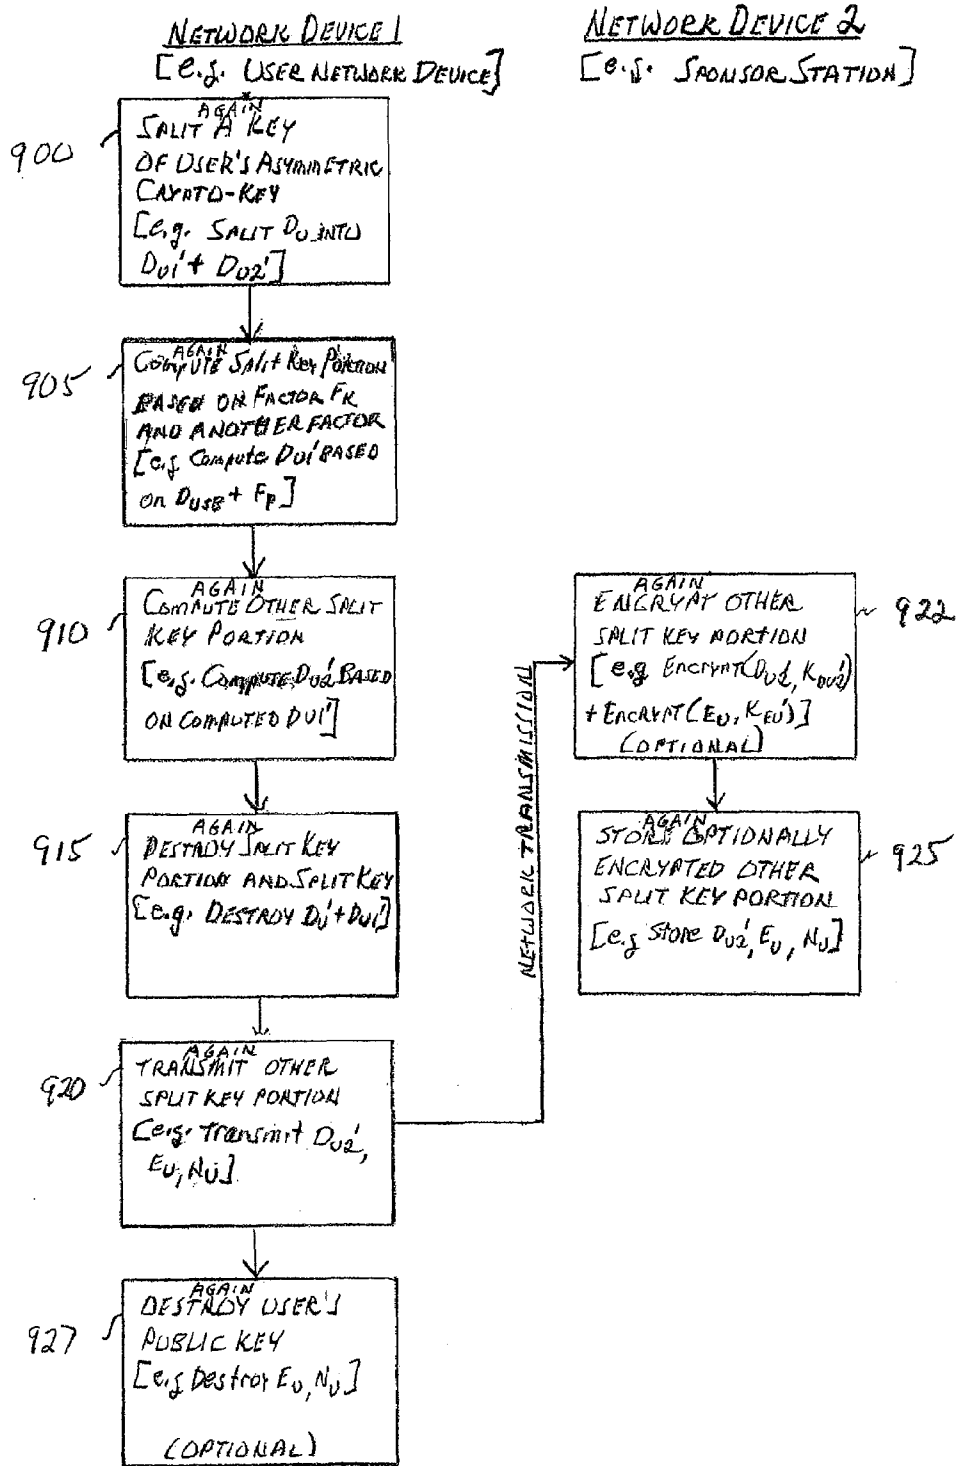 NETWORK DEVICE 1
[e.g. USER NETWORK DEVICE]
NETWORK DEVICE 2
[e.g. SPONSOR STATION]
900
AGAIN
SPLIT A KEY
OF USER'S ASYMMETRIC
CRYPTO-KEY
[e.g. SPLIT DU INTO
DU1' + DU2']
905
AGAIN
COMPUTE SPLIT KEY PORTION
BASED ON FACTOR FK
AND ANOTHER FACTOR
[e.g COMPUTE DU1' BASED
ON DUSB + FP]
910
AGAIN
COMPUTE OTHER SPLIT
KEY PORTION
[e.g. COMPUTE DU2' BASED
ON COMPUTED DU1']
915
AGAIN
DESTROY SPLIT KEY
PORTION AND SPLIT KEY
[e.g. DESTROY DU' + DU1']
920
AGAIN
TRANSMIT OTHER
SPLIT KEY PORTION
[e.g. Transmit DU2',
EU, NU]
927
AGAIN
DESTROY USER'S
PUBLIC KEY
[e.g Destroy EU, NU]
(OPTIONAL)
NETWORK TRANSMISSION
922
AGAIN
ENCRYPT OTHER
SPLIT KEY PORTION
[e.g ENCRYPT(DU2', KDU2')
+ ENCRYPT(EU, KEU')]
(OPTIONAL)
925
AGAIN
STORE OPTIONALLY
ENCRYPTED OTHER
SPLIT KEY PORTION
[e.g Store DU2', EU, NU]